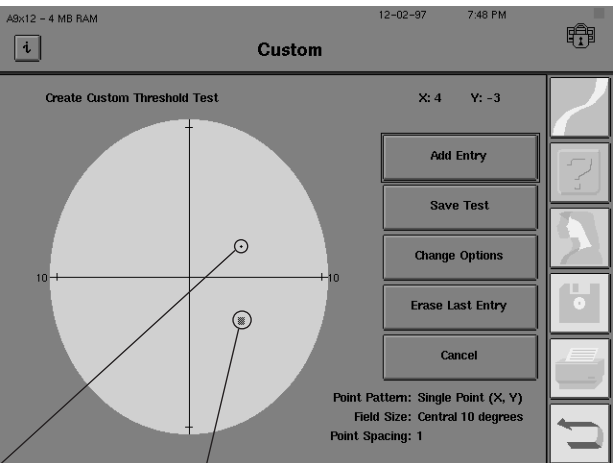 A9x12 - 4 MB RAM
12-02-97 7:48 PM
i
Custom
Create Custom Threshold Test
X: 4 Y: -3
Add Entry
Save Test
10
10
Change Options
Erase Last Entry
Cancel
Point Pattern: Single Point (X, Y)
Field Size: Central 10 degrees
Point Spacing: 1
?